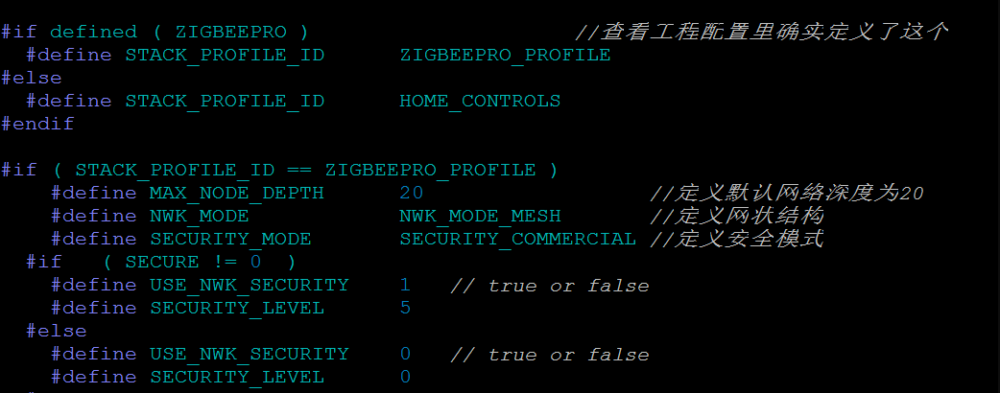 #if defined ( ZIGBEEPRO ) //查看工程配置里确实定义了这个
#define STACK_PROFILE_ID ZIGBEEPRO_PROFILE
#else
#define STACK_PROFILE_ID HOME_CONTROLS
#endif
#if ( STACK_PROFILE_ID == ZIGBEEPRO_PROFILE )
#define MAX_NODE_DEPTH 20 //定义默认网络深度为20
#define NWK_MODE NWK_MODE_MESH //定义网状结构
#define SECURITY_MODE SECURITY_COMMERCIAL //定义安全模式
#if ( SECURE != 0 )
#define USE_NWK_SECURITY 1 // true or false
#define SECURITY_LEVEL 5
#else
#define USE_NWK_SECURITY 0 // true or false
#define SECURITY_LEVEL 0